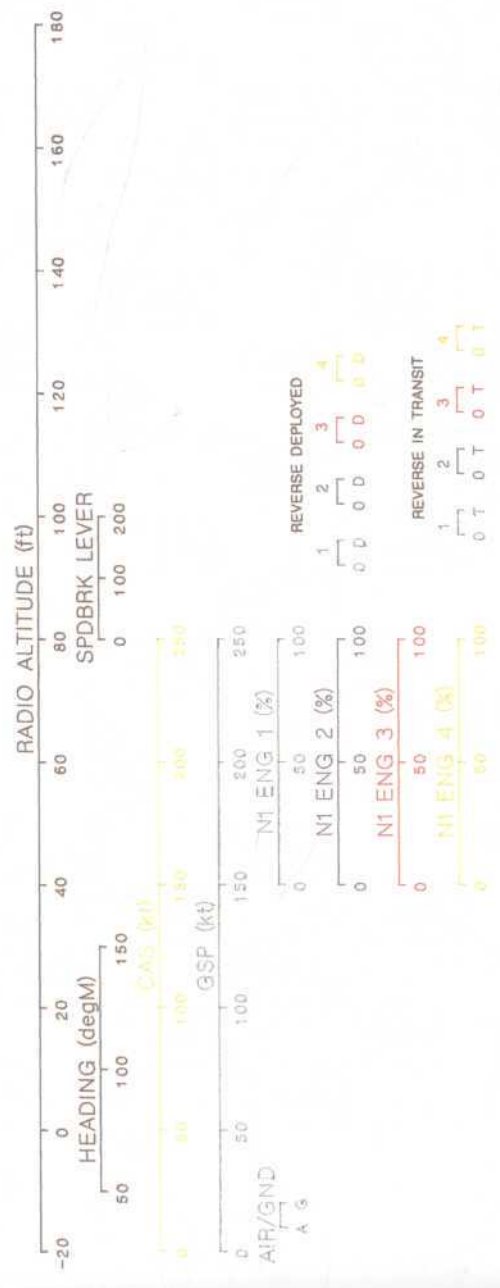 RADIO ALTITUDE (ft)
-20 0 20 40 60 80 100 120 140 160 180
HEADING (degM) SPDBRK LEVER
50 100 150 0 100 200
CAS (kt)
0 50 100 150 200 250
GSP (kt)
0 50 100 150 200 250
AIR/GND N1 ENG 1 (%)
A G 0 50 100
REVERSE DEPLOYED
N1 ENG 2 (%) 1 2 3 4
0 50 100 0 D 0 D 0 D 0 D
N1 ENG 3 (%)
0 50 100
REVERSE IN TRANSIT
N1 ENG 4 (%) 1 2 3 4
0 50 100 0 T 0 T 0 T 0 T